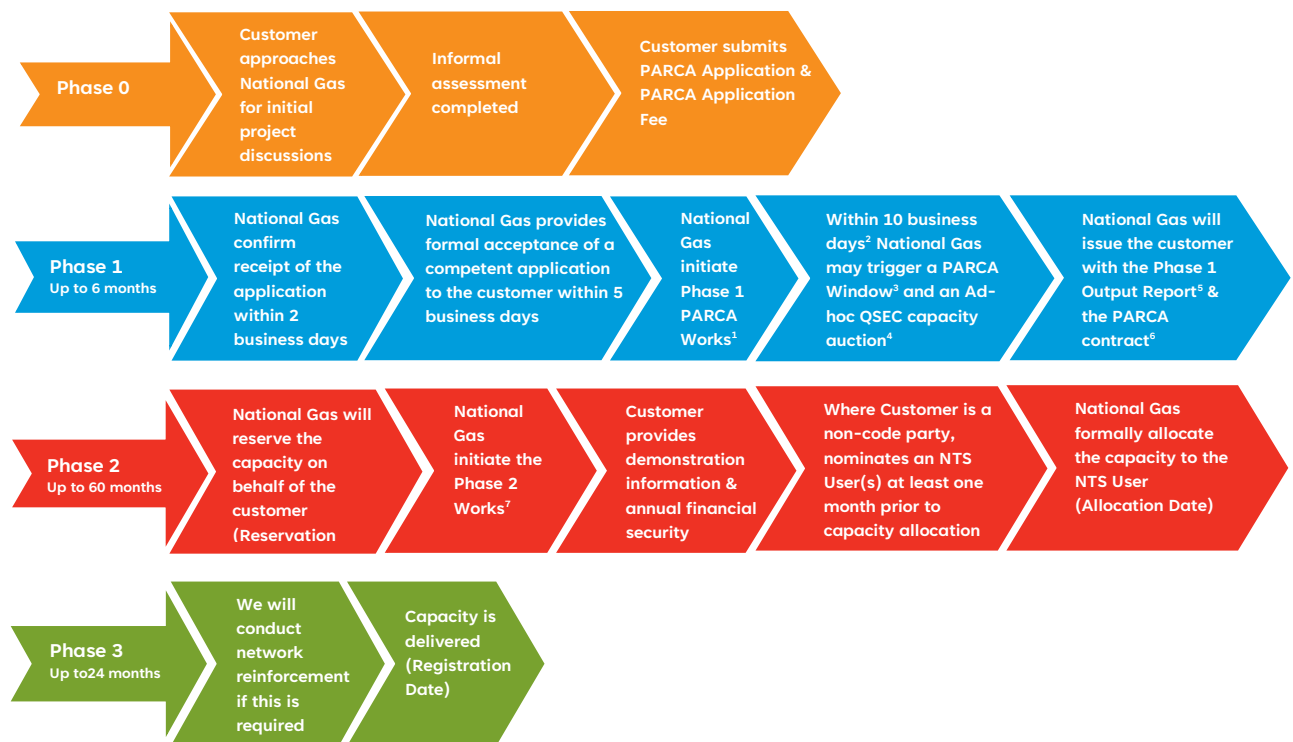 Phase 0
Customer
approaches
National Gas
for initial
project
discussions
Informal
assessment
completed
Customer submits
PARCA Application &
PARCA Application
Fee
Phase 1
Up to 6 months
National Gas
confirm
receipt of the
application
within 2
business days
National Gas provides
formal acceptance of a
competent application
to the customer within 5
business days
National
Gas
initiate
Phase 1
PARCA
Works¹
Within 10 business
days² National Gas
may trigger a PARCA
Window³ and an Ad-
hoc QSEC capacity
auction⁴
National Gas will
issue the customer
with the Phase 1
Output Report⁵ &
the PARCA
contract⁶
Phase 2
Up to 60 months
National Gas will
reserve the
capacity on
behalf of the
customer
(Reservation
National
Gas
initiate the
Phase 2
Works⁷
Customer
provides
demonstration
information &
annual financial
security
Where Customer is a
non-code party,
nominates an NTS
User(s) at least one
month prior to
capacity allocation
National Gas
formally allocate
the capacity to the
NTS User
(Allocation Date)
Phase 3
Up to24 months
We will
conduct
network
reinforcement
if this is
required
Capacity is
delivered
(Registration
Date)